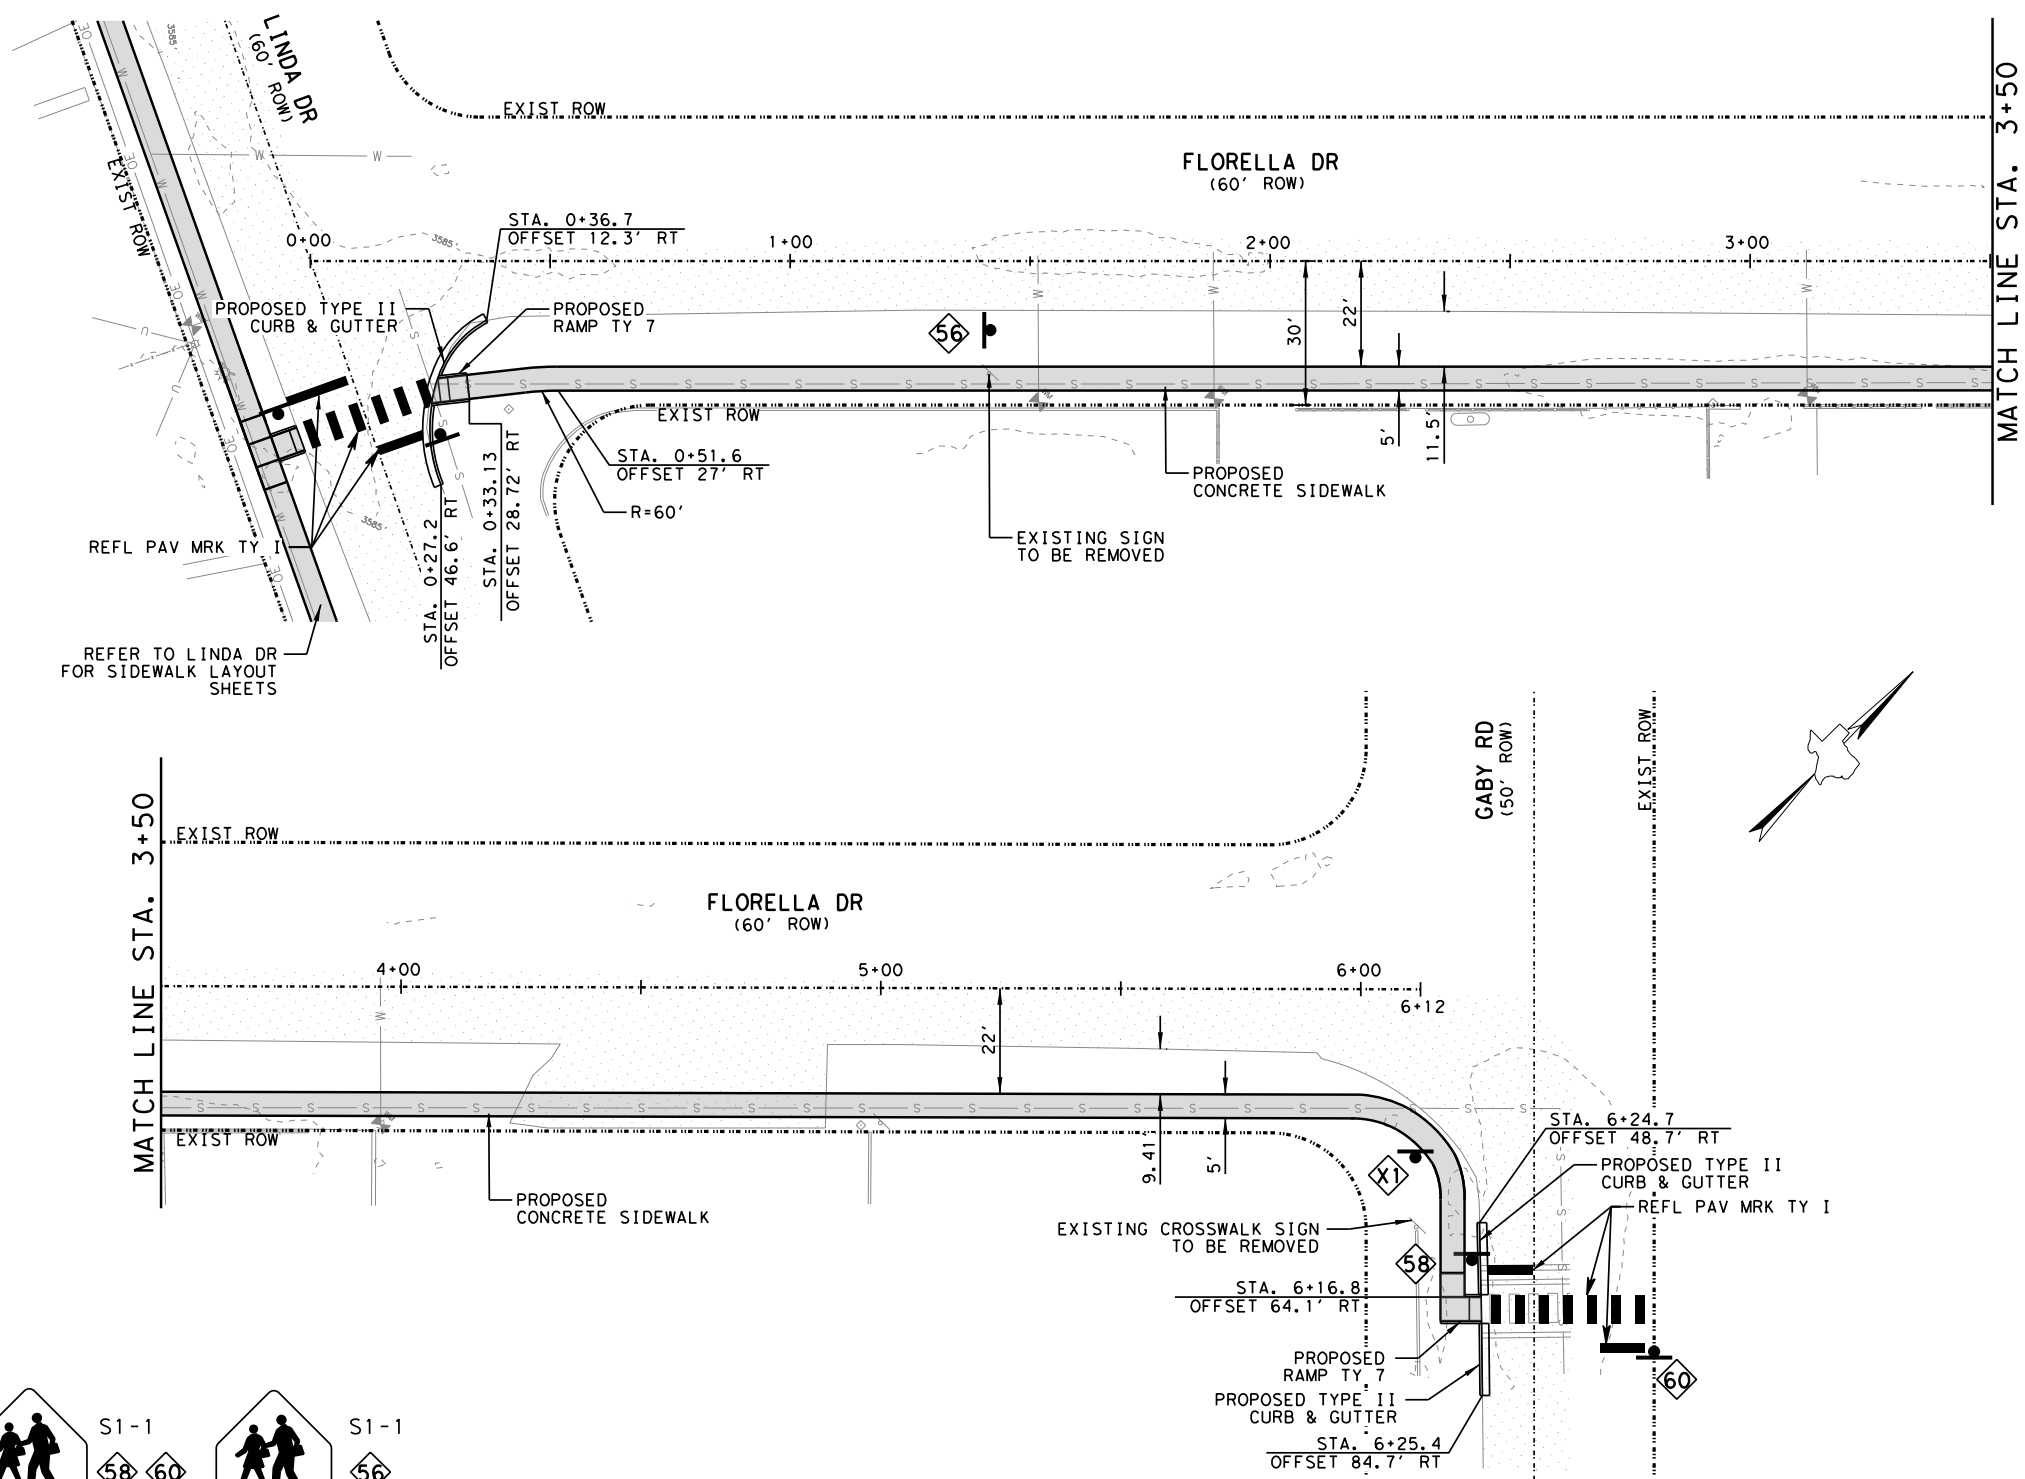 LINDA DR
(60' ROW)
3585
EXIST ROW
FLORELLA DR
(60' ROW)
MATCH LINE STA. 3+50
OE
OE
OE
OE
OE
OE
W
W
W
W
W
W
W
EXIST ROW
STA. 0+36.7
OFFSET 12.3' RT
3585
0+00
1+00
2+00
3+00
PROPOSED TYPE II
CURB & GUTTER
PROPOSED
RAMP TY 7
56
30'
22'
W
W
W
U
U
S
S
S
S
S
S
S
S
S
S
EXIST ROW
STA. 0+51.6
OFFSET 27' RT
R=60'
5'
11.5'
PROPOSED
CONCRETE SIDEWALK
EXISTING SIGN
TO BE REMOVED
3585
REFL PAV MRK TY I
STA. 0+27.2
OFFSET 46.6' RT
STA. 0+33.13
OFFSET 28.72' RT
REFER TO LINDA DR
FOR SIDEWALK LAYOUT
SHEETS
GABY RD
(50' ROW)
EXIST ROW
MATCH LINE STA. 3+50
EXIST ROW
FLORELLA DR
(60' ROW)
4+00
5+00
6+00
6+12
W
22'
S
S
S
S
S
S
S
S
S
S
EXIST ROW
9.41'
5'
X1
STA. 6+24.7
OFFSET 48.7' RT
PROPOSED TYPE II
CURB & GUTTER
REFL PAV MRK TY I
PROPOSED
CONCRETE SIDEWALK
EXISTING CROSSWALK SIGN
TO BE REMOVED
58
STA. 6+16.8
OFFSET 64.1' RT
PROPOSED
RAMP TY 7
PROPOSED TYPE II
CURB & GUTTER
STA. 6+25.4
OFFSET 84.7' RT
60
S1-1
58 60
S1-1
56